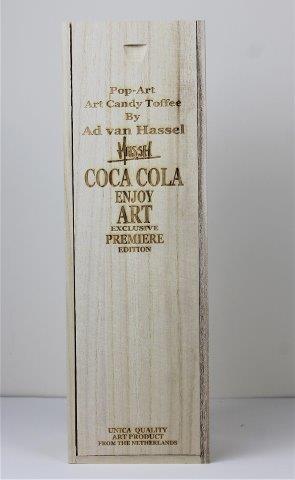 Pop-Art
Art Candy Toffee
By
Ad van Hassel
Hassel
COCA COLA
ENJOY
ART
EXCLUSIVE
PREMIERE
EDITION
UNICA QUALITY
ART PRODUCT
FROM THE NETHERLANDS